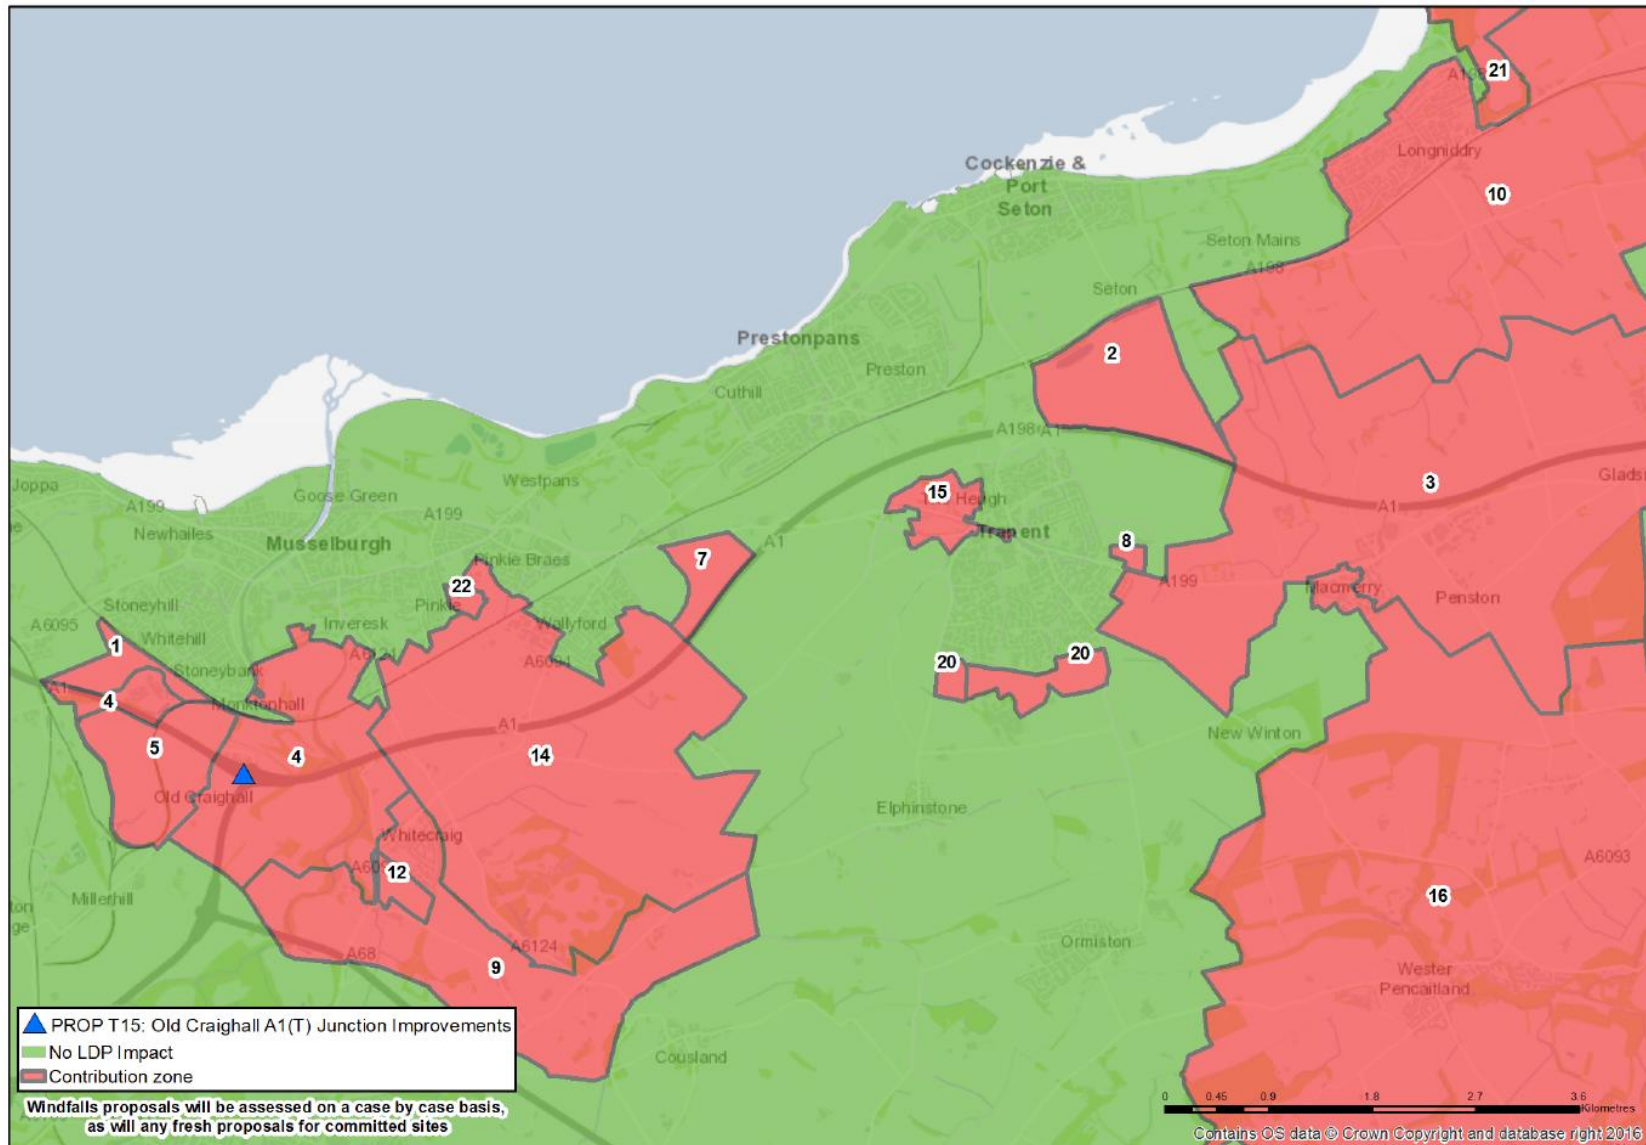 21
A198
Longniddry
Cockenzie &
Port
Seton
10
Seton Mains
A198
Seton
Prestonpans
2
Preston
Cuthill
A198
A1
3
Westpans
Joppa
A199
Goose Green
15
A1
Newhailes
A199
Tranent
Musselburgh
A1
8
Pinkie Braes
7
22
A199
Macmerry
Stoneyhill
Pinkie
Penston
A6095
Whitehill
Inveresk
Wallyford
1
A6124
A6094
20
20
Stoneybank
A1
4
Monktonhall
A1
New Winton
5
4
14
Old Craighall
Elphinstone
Whitecraig
A6093
12
16
Millerhill
Ormiston
A6124
A68
9
Wester
Pencaitland
PROP T15: Old Craighall A1(T) Junction Improvements
No LDP Impact
Cousland
Contribution zone
0 0.45 0.9 1.8 2.7 3.6
Kilometres
Windfalls proposals will be assessed on a case by case basis,
as will any fresh proposals for committed sites
Contains OS data © Crown Copyright and database right 2016